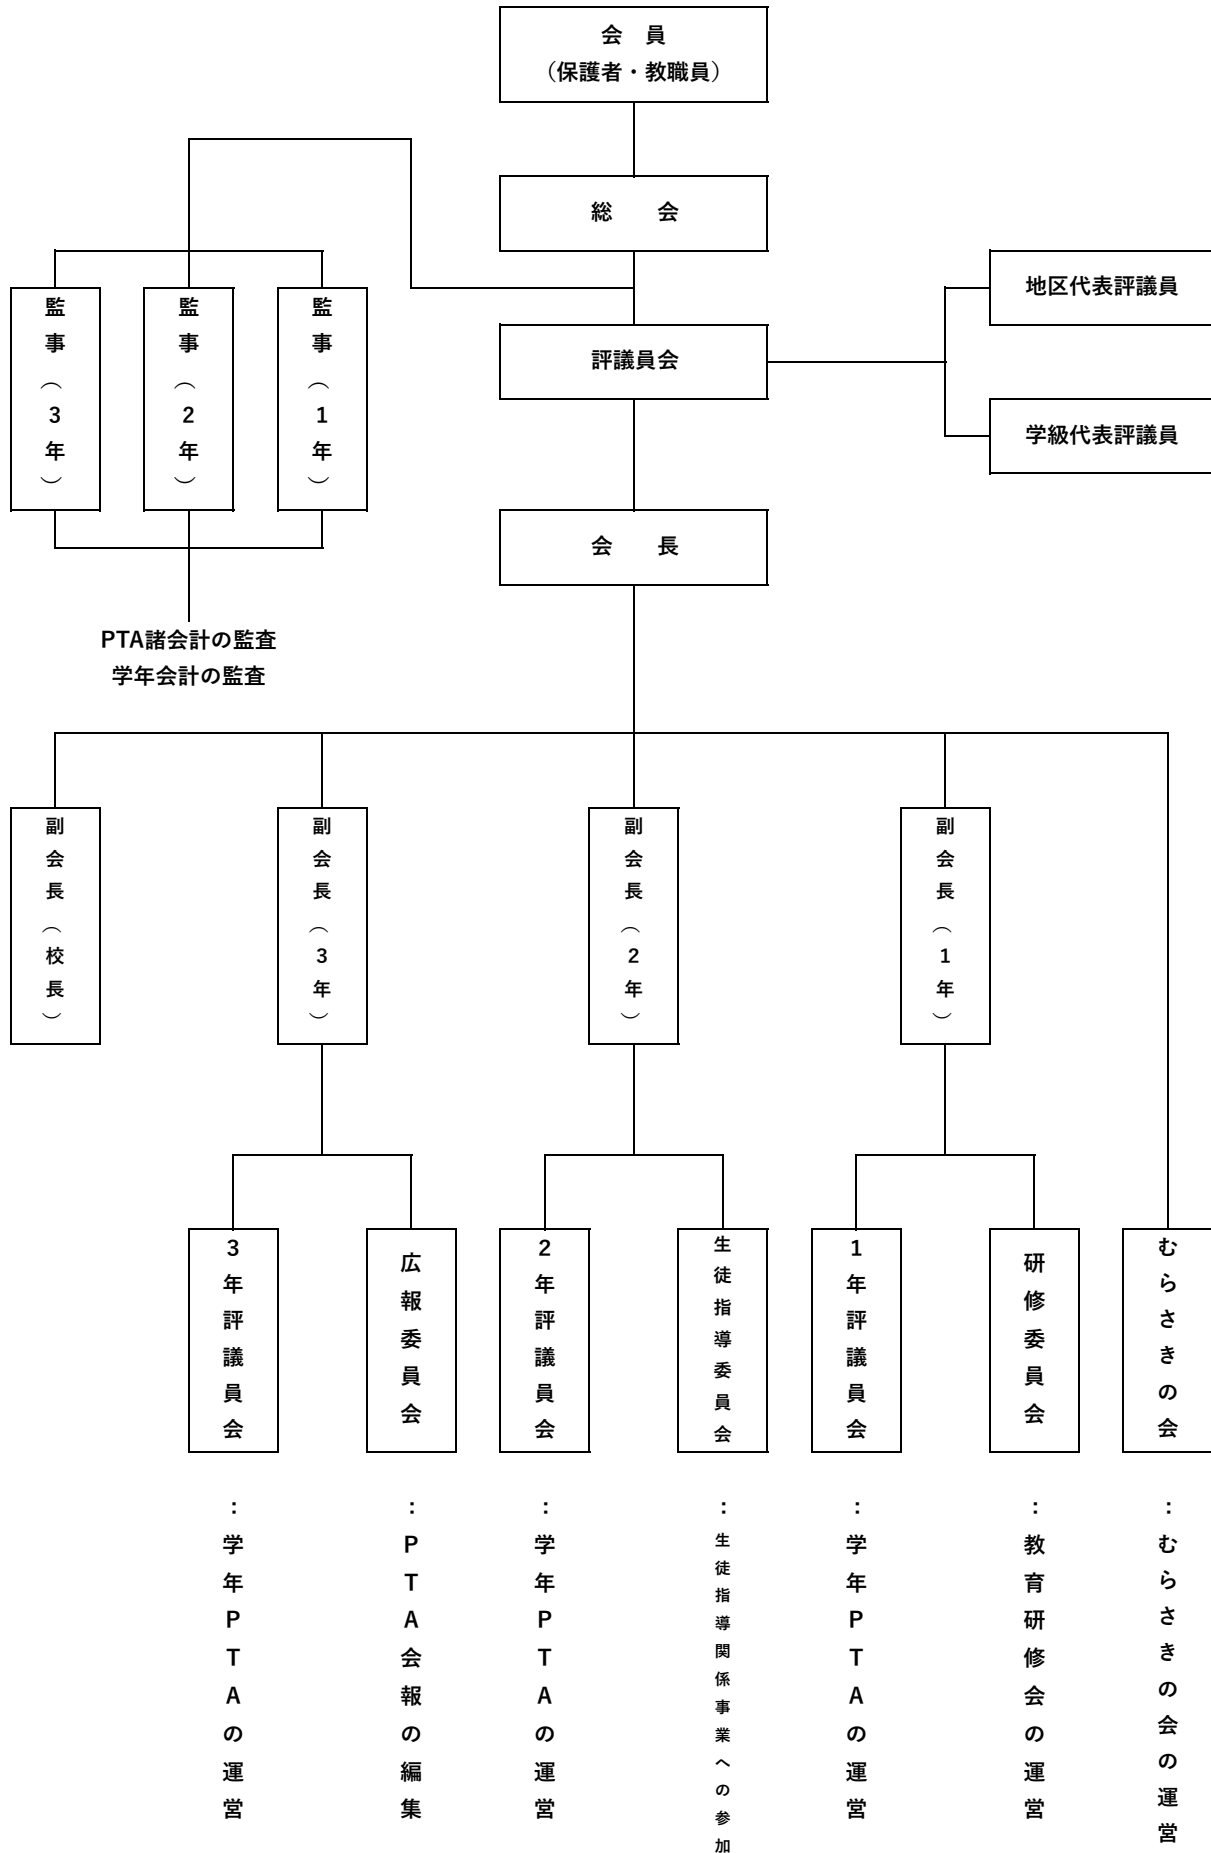 会　員
（保護者・教職員）
総　　会
地区代表評議員
評議員会
学級代表評議員
監事（3年）
監事（2年）
監事（1年）
会　　長
PTA諸会計の監査
学年会計の監査
副会長（校長）
副会長（3年）
副会長（2年）
副会長（1年）
3年評議員会
広報委員会
2年評議員会
生徒指導委員会
1年評議員会
研修委員会
むらさきの会
：学年PTAの運営
：PTA会報の編集
：学年PTAの運営
：生徒指導関係事業への参加
：学年PTAの運営
：教育研修会の運営
：むらさきの会の運営